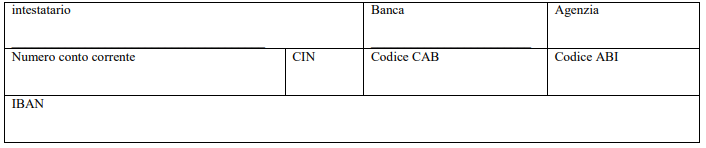 intestatario Banca Agenzia
Numero conto corrente CIN Codice CAB Codice ABI
IBAN